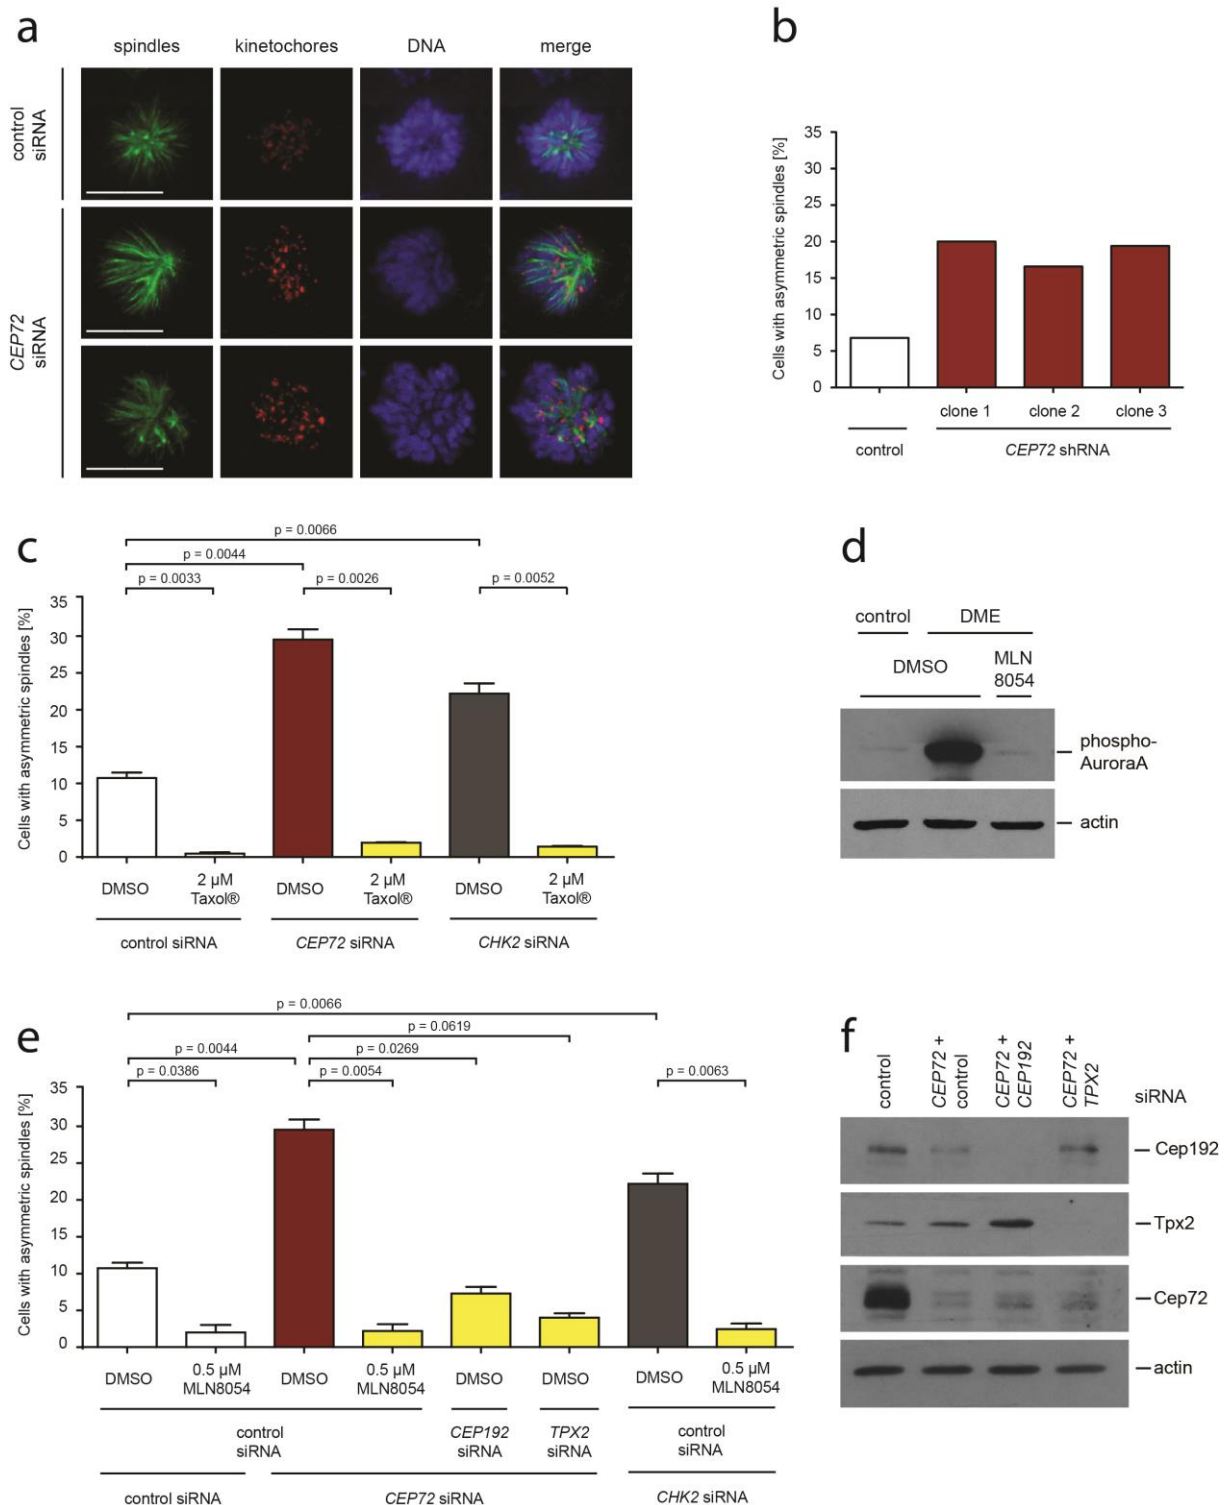 a
spindles kinetochores DNA merge
control
siRNA
CEP72
siRNA
b
Cells with asymmetric spindles [%]
35
30
25
20
15
10
5
0
clone 1 clone 2 clone 3
control CEP72 shRNA
c
p = 0.0066
p = 0.0044
p = 0.0033 p = 0.0026 p = 0.0052
Cells with asymmetric spindles [%]
35
30
25
20
15
10
5
0
DMSO 2 µM Taxol® DMSO 2 µM Taxol® DMSO 2 µM Taxol®
control siRNA CEP72 siRNA CHK2 siRNA
d
control DME
DMSO MLN 8054
phospho-
AuroraA
actin
e
p = 0.0066
p = 0.0619
p = 0.0044 p = 0.0269
p = 0.0386 p = 0.0054 p = 0.0063
Cells with asymmetric spindles [%]
35
30
25
20
15
10
5
0
DMSO 0.5 µM MLN8054 DMSO 0.5 µM MLN8054 DMSO DMSO DMSO 0.5 µM MLN8054
control siRNA CEP192 siRNA TPX2 siRNA control siRNA
control siRNA CEP72 siRNA CHK2 siRNA
f
control CEP72 + control CEP72 + CEP192 CEP72 + TPX2 siRNA
Cep192
Tpx2
Cep72
actin